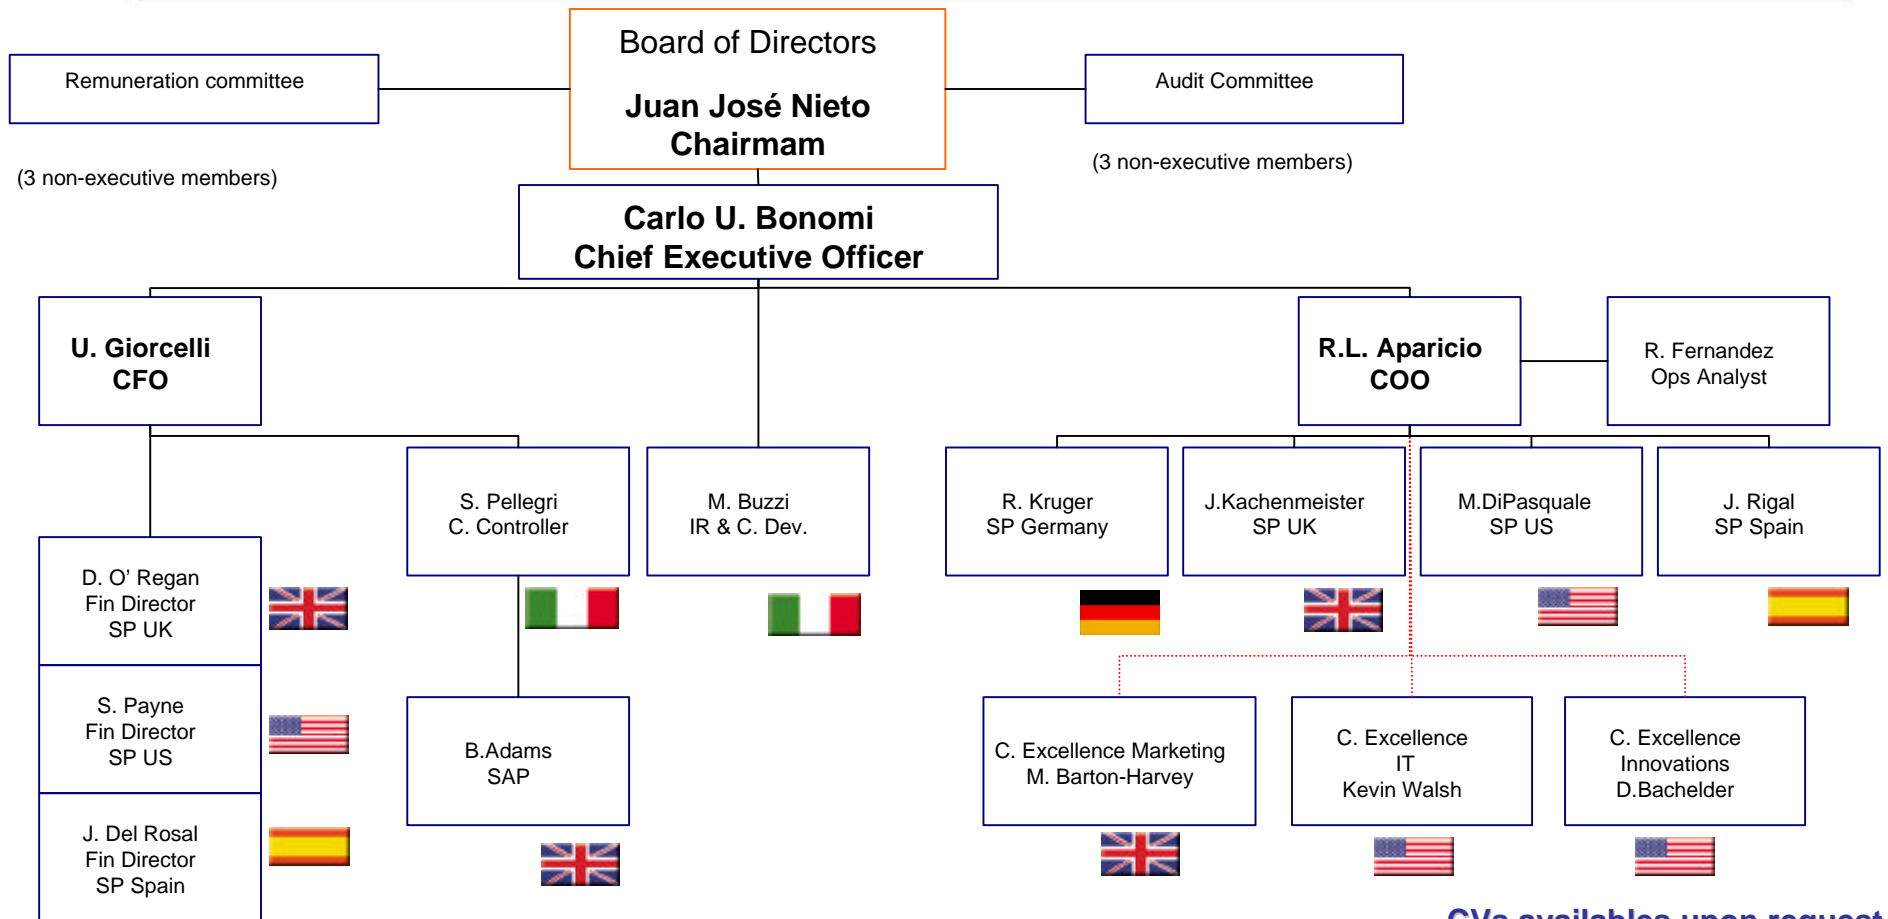 Board of Directors
Juan José Nieto
Chairmam
Remuneration committee
(3 non-executive members)
Audit Committee
(3 non-executive members)
Carlo U. Bonomi
Chief Executive Officer
U. Giorcelli
CFO
R.L. Aparicio
COO
R. Fernandez
Ops Analyst
S. Pellegri
C. Controller
M. Buzzi
IR & C. Dev.
R. Kruger
SP Germany
J.Kachenmeister
SP UK
M.DiPasquale
SP US
J. Rigal
SP Spain
D. O' Regan
Fin Director
SP UK
S. Payne
Fin Director
SP US
J. Del Rosal
Fin Director
SP Spain
B.Adams
SAP
C. Excellence Marketing
M. Barton-Harvey
C. Excellence
IT
Kevin Walsh
C. Excellence
Innovations
D.Bachelder
CVs availables upon request